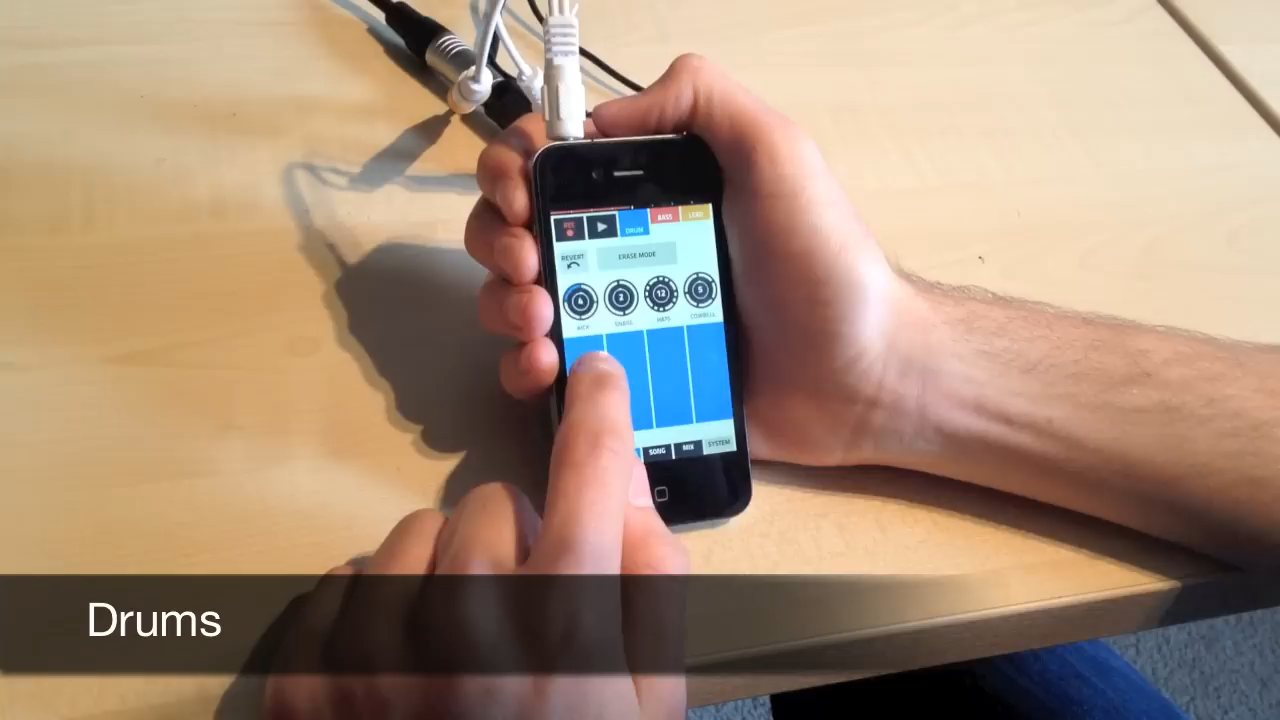 REC
DRUM
BASS
LEAD
REVERT
ERASE MODE
4
2
12
5
KICK
SNARE
HATS
COWBELL
SONG
MIX
SYSTEM
Drums